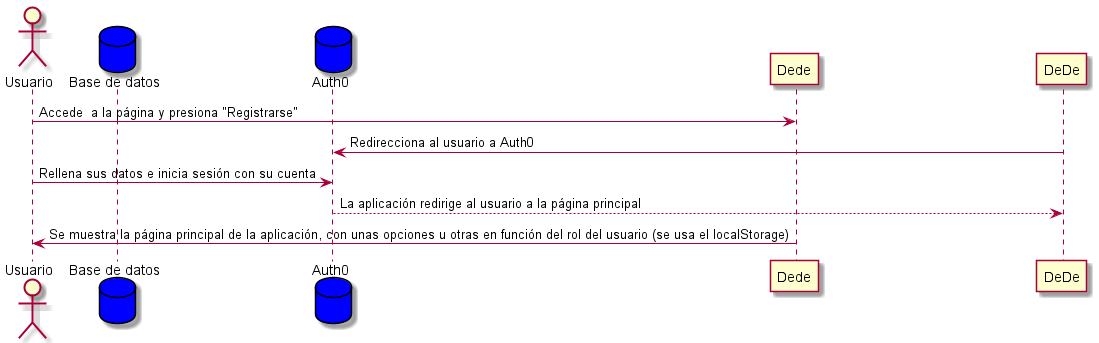 Usuario
Base de datos
Auth0
Dede
DeDe
Accede  a la página y presiona "Registrarse"
Redirecciona al usuario a Auth0
Rellena sus datos e inicia sesión con su cuenta
La aplicación redirige al usuario a la página principal
Se muestra la página principal de la aplicación, con unas opciones u otras en función del rol del usuario (se usa el localStorage)
Usuario
Base de datos
Auth0
Dede
DeDe